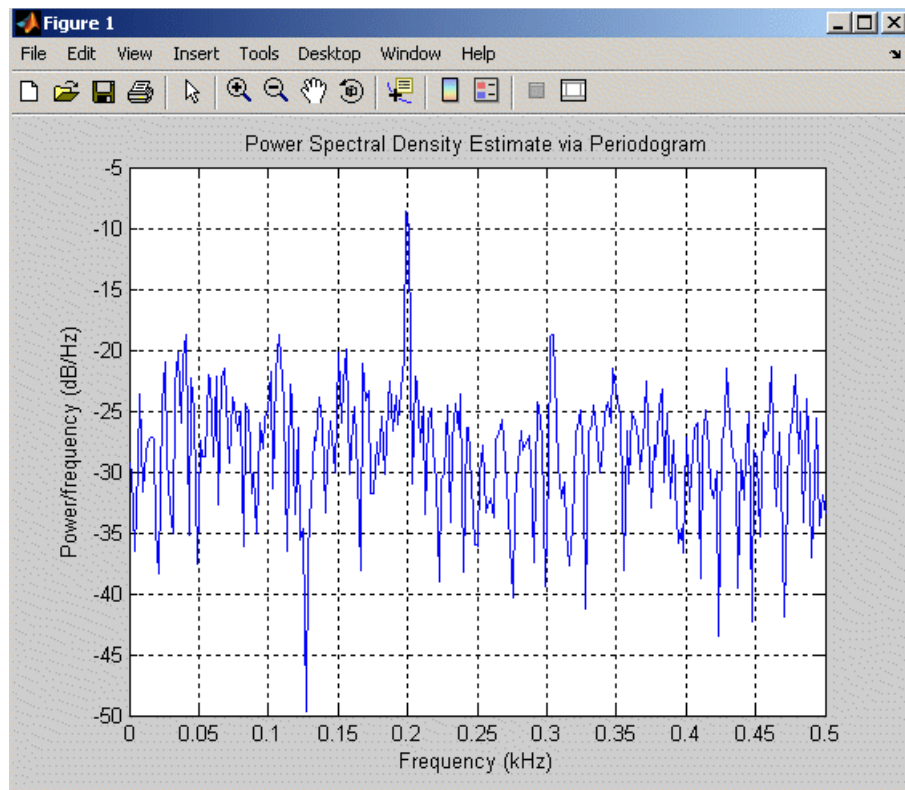 Figure 1
File Edit View Insert Tools Desktop Window Help
Power Spectral Density Estimate via Periodogram
-5
-10
-15
-20
-25
-30
-35
-40
-45
-50
Power/frequency (dB/Hz)
0 0.05 0.1 0.15 0.2 0.25 0.3 0.35 0.4 0.45 0.5
Frequency (kHz)